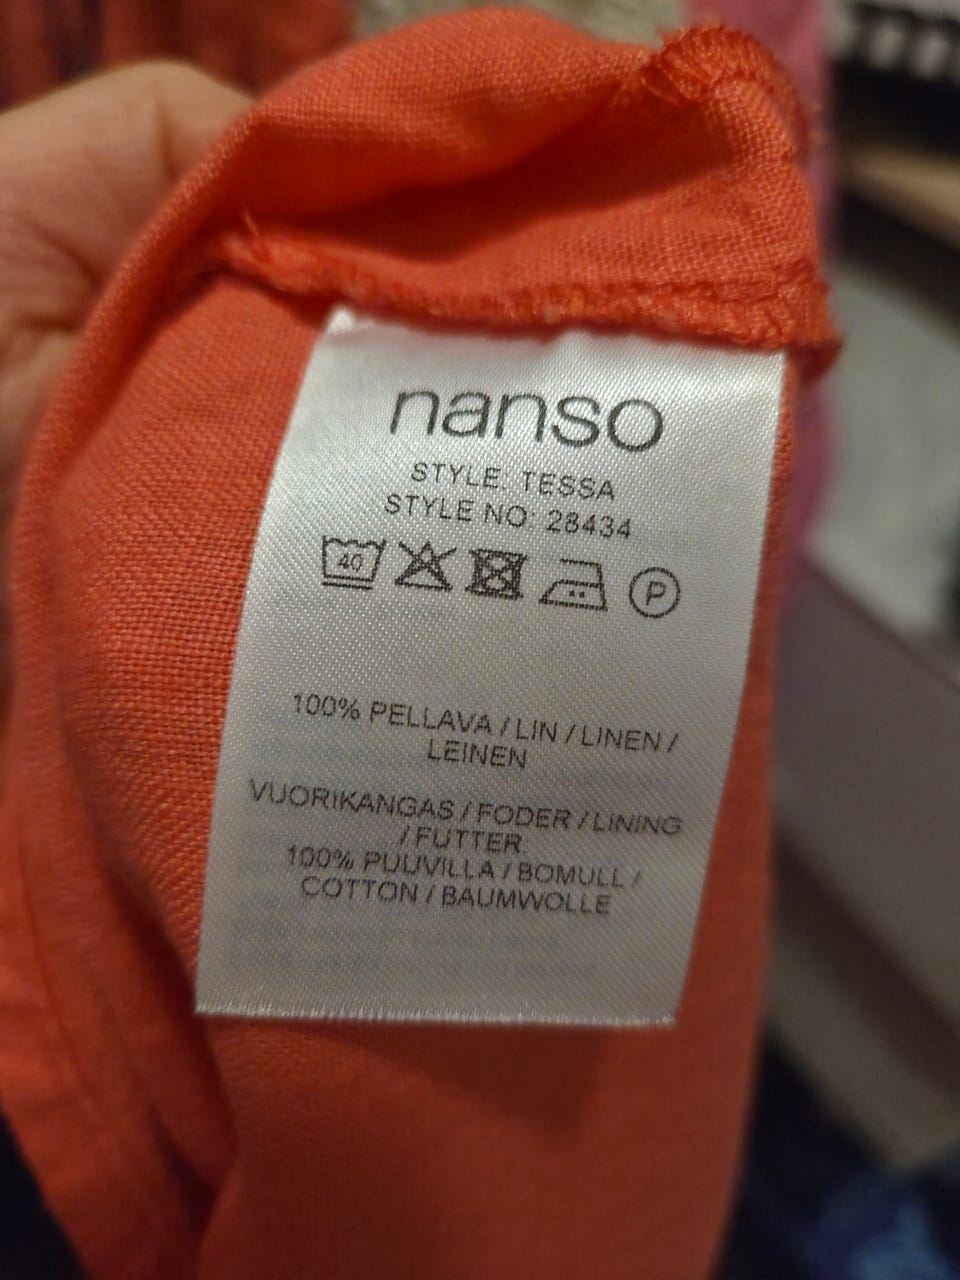 nanso
STYLE: TESSA
STYLE NO: 28434
40
P
100% PELLAVA / LIN / LINEN /
LEINEN
VUORIKANGAS / FODER / LINING
/ FUTTER
100% PUUVILLA / BOMULL /
COTTON / BAUMWOLLE